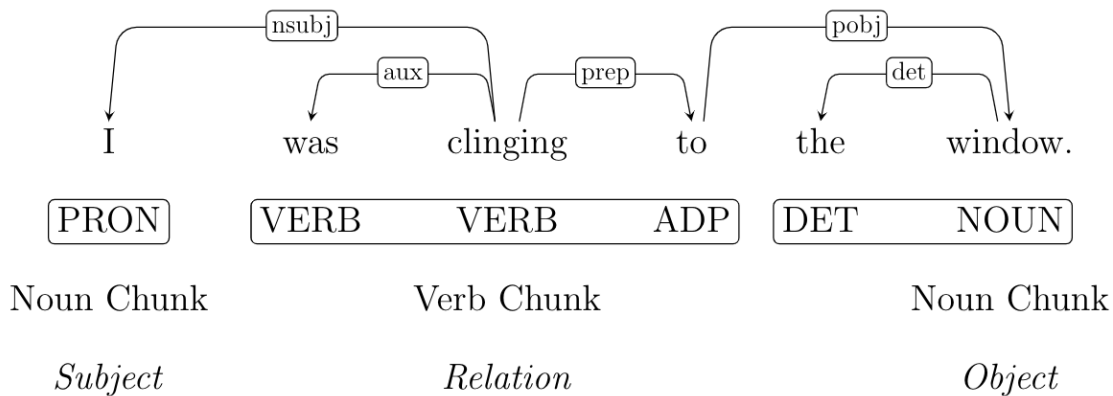 nsubj pobj
aux prep det
I was clinging to the window.
PRON VERB VERB ADP DET NOUN
Noun Chunk Verb Chunk Noun Chunk
Subject Relation Object